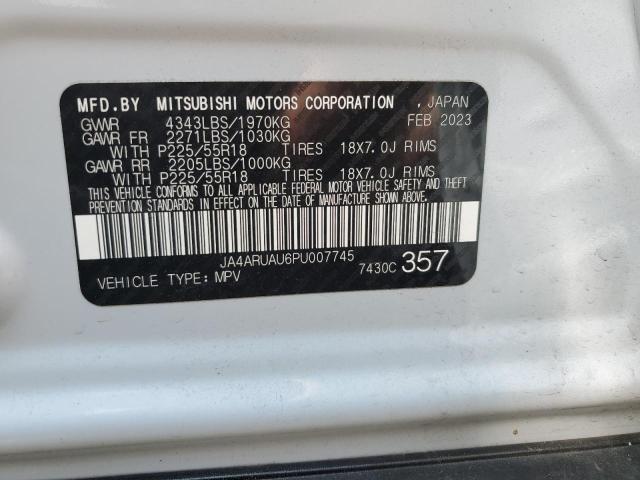 MFD.BY MITSUBISHI MOTORS CORPORATION , JAPAN
GVWR 4343LBS/1970KG FEB 2023
GAWR FR 2271LBS/1030KG
WITH P225/55R18 TIRES 18X7.0J RIMS
GAWR RR 2205LBS/1000KG
WITH P225/55R18 TIRES 18X7.0J RIMS
THIS VEHICLE CONFORMS TO ALL APPLICABLE FEDERAL MOTOR VEHICLE SAFETY AND THEFT
PREVENTION STANDARDS IN EFFECT ON THE DATE OF MANUFACTURE SHOWN ABOVE.
JA4ARUAU6PU007745
VEHICLE TYPE: MPV 7430C 357